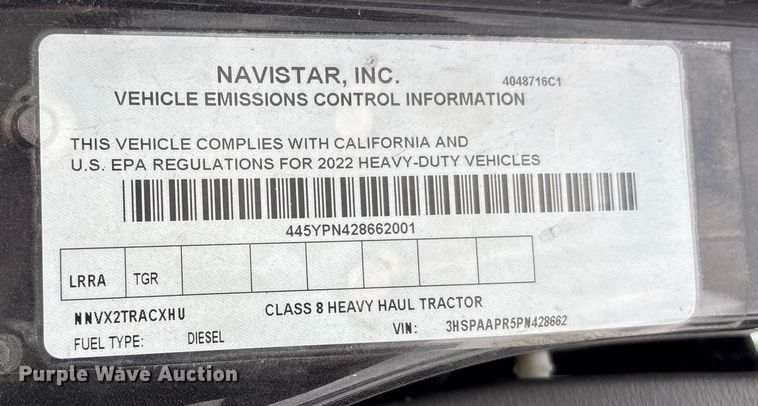 NAVISTAR, INC. 4048716C1
VEHICLE EMISSIONS CONTROL INFORMATION
THIS VEHICLE COMPLIES WITH CALIFORNIA AND
U.S. EPA REGULATIONS FOR 2022 HEAVY-DUTY VEHICLES
445YPN428662001
LRRA TGR
NNVX2TRACXHU CLASS 8 HEAVY HAUL TRACTOR
FUEL TYPE: DIESEL VIN: 3HSPAAPR5PN428662
Purple Wave Auction